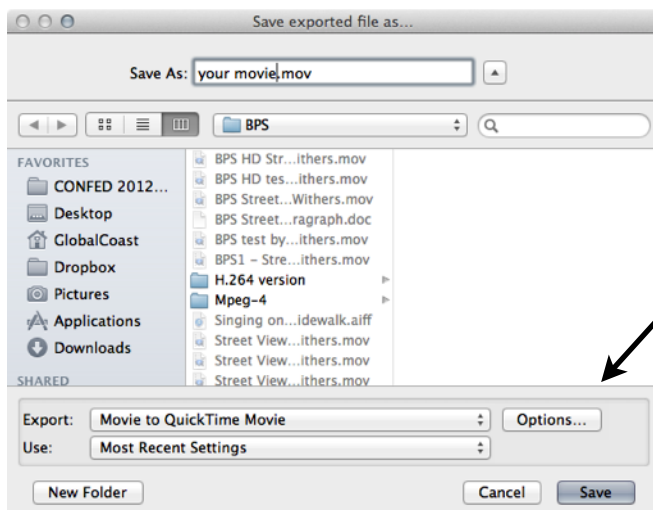 Save exported file as...
Save As: your movie.mov
BPS
FAVORITES
CONFED 2012...
Desktop
GlobalCoast
Dropbox
Pictures
Applications
Downloads
SHARED
BPS HD Str...ithers.mov
BPS HD tes...ithers.mov
BPS Street...Withers.mov
BPS Street...ragraph.doc
BPS test by...ithers.mov
BPS1 – Stre...ithers.mov
H.264 version
Mpeg-4
Singing on...idewalk.aiff
Street View...ithers.mov
Street View...ithers.mov
Street View...ithers.mov
Export: Movie to QuickTime Movie Options...
Use: Most Recent Settings
New Folder Cancel Save